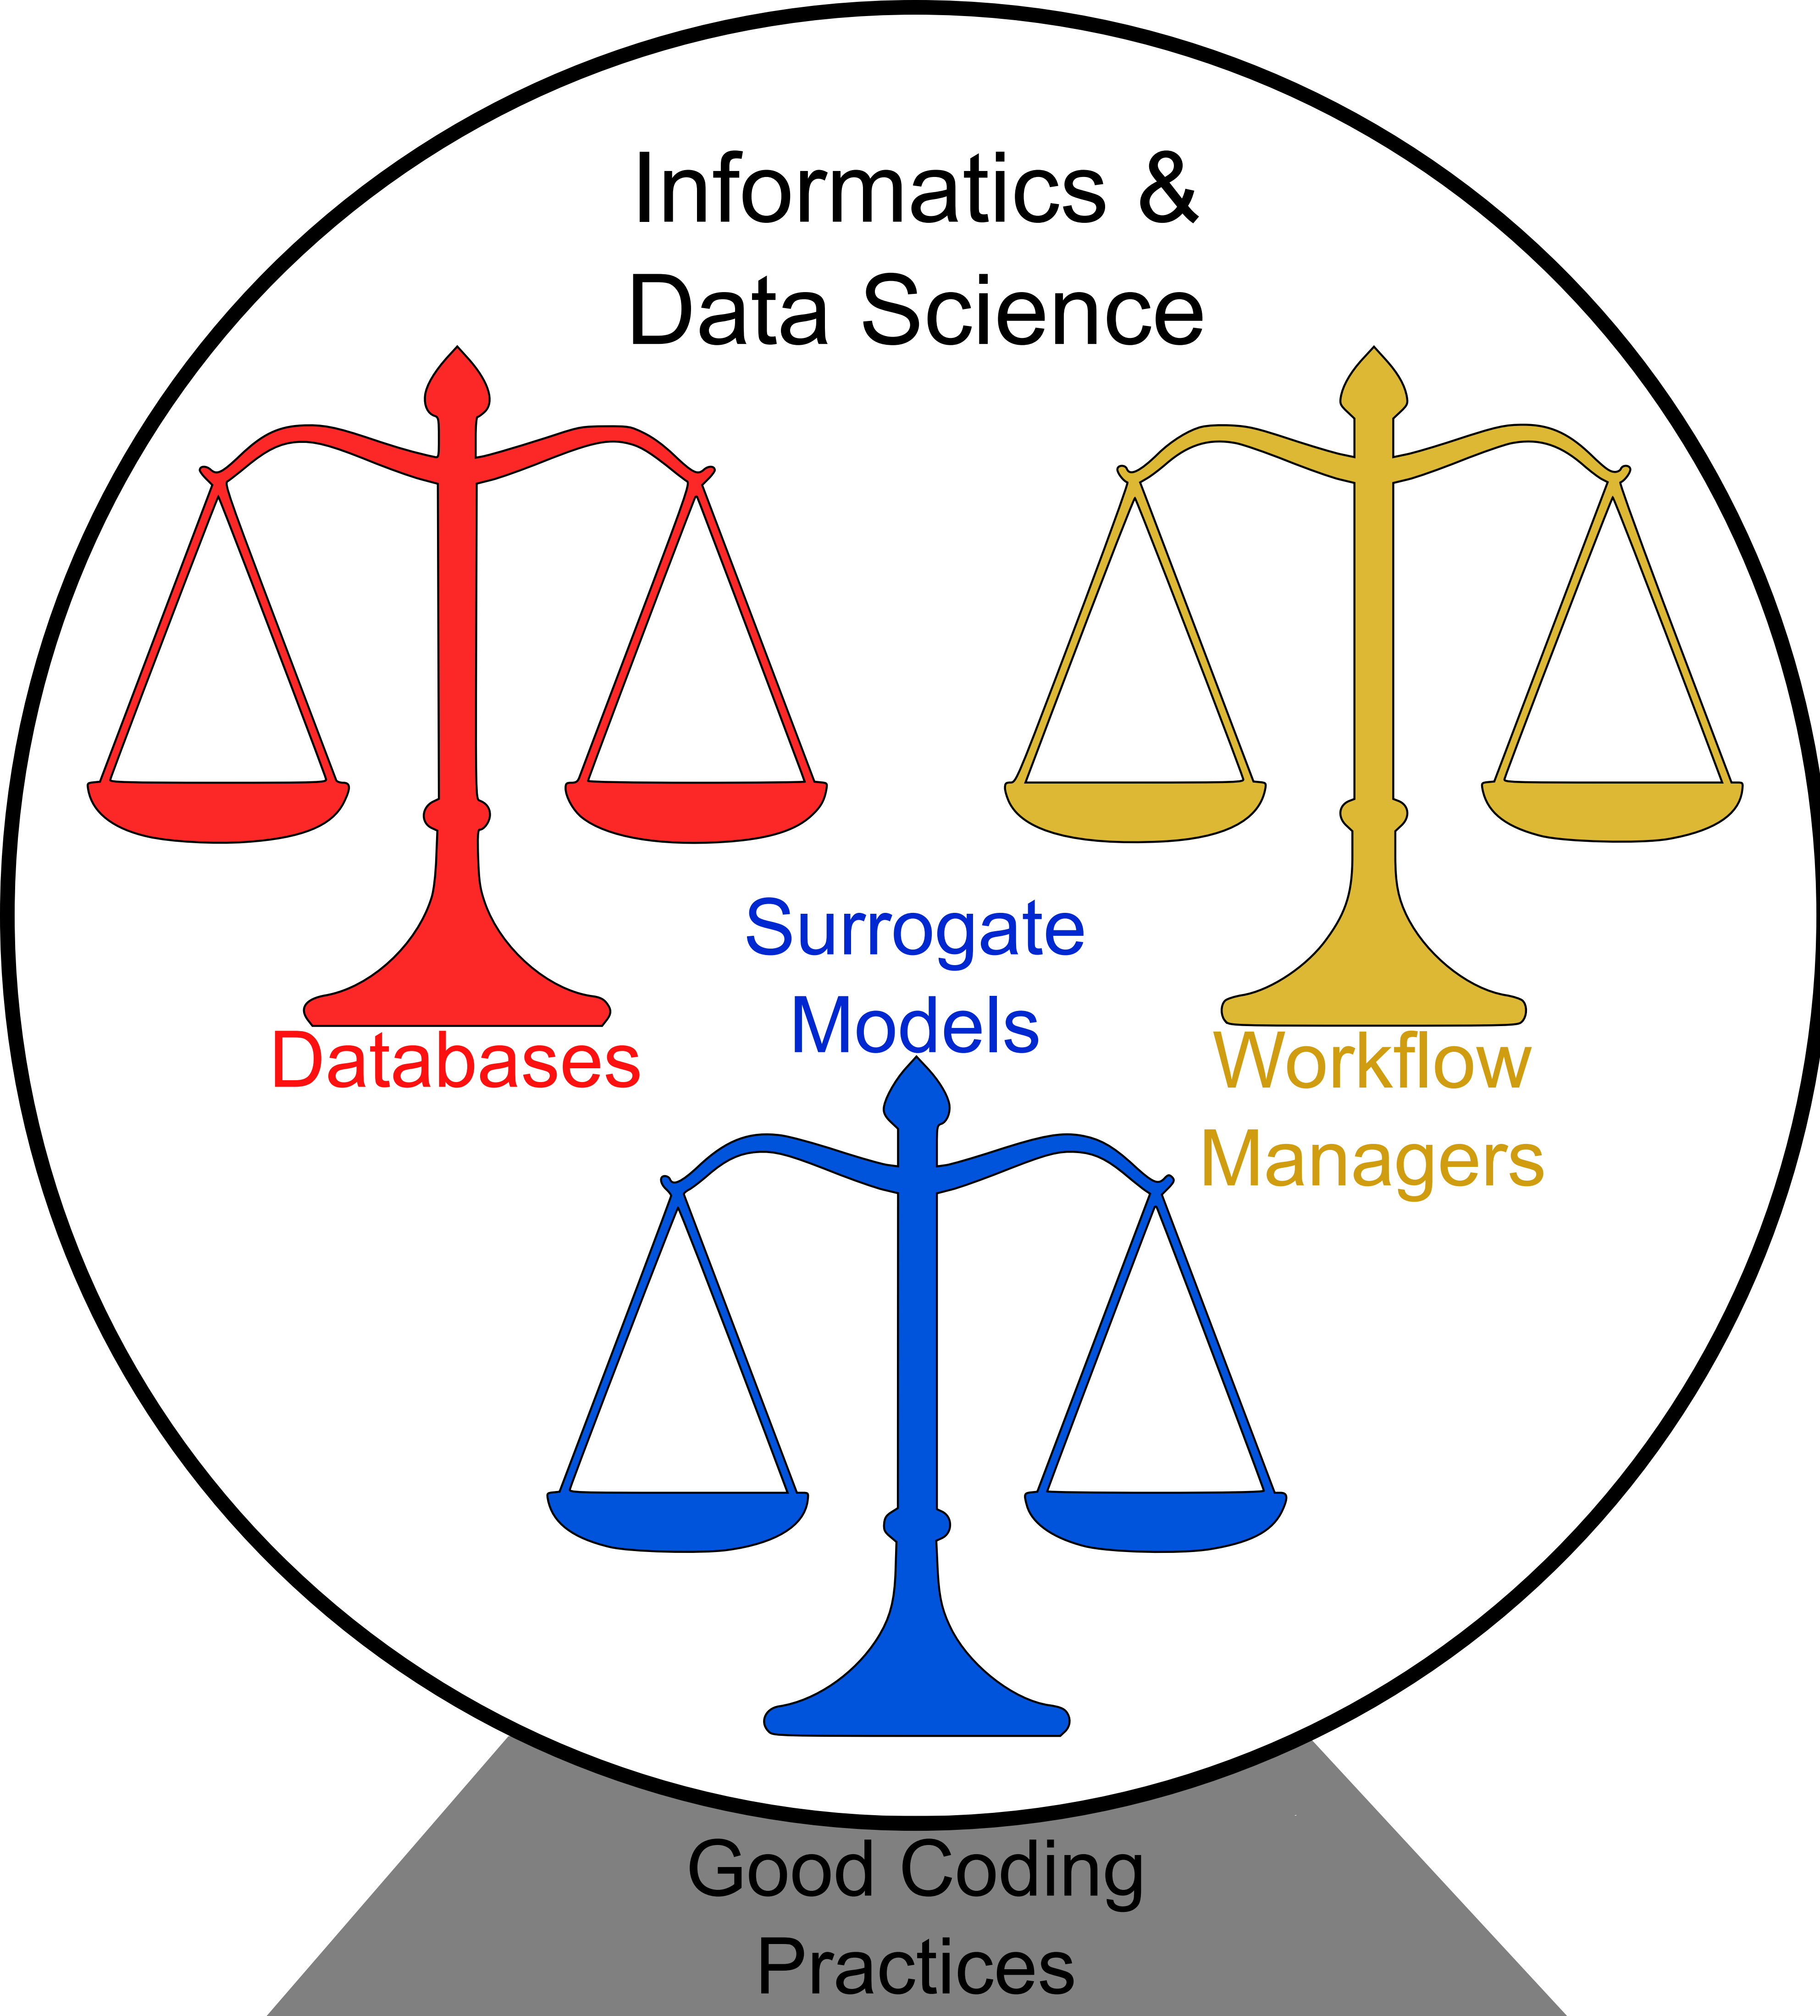 Informatics &
Data Science
Databases
Surrogate
Models
Workflow
Managers
Good Coding
Practices